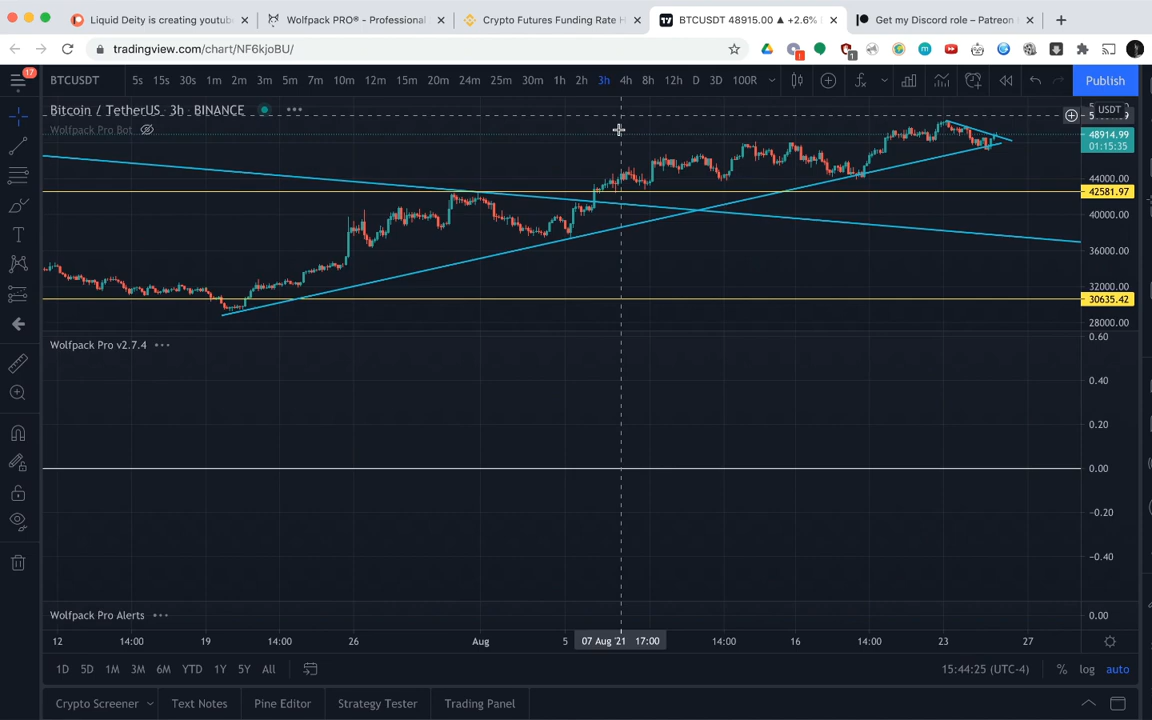 Liquid Deity is creating youtub
Wolfpack PRO® - Professional
Crypto Futures Funding Rate H
BTCUSDT 48915.00 ▲ +2.6%
Get my Discord role – Patreon
tradingview.com/chart/NF6kjoBU/
17
BTCUSDT 5s 15s 30s 1m 2m 3m 5m 7m 10m 12m 15m 20m 24m 25m 30m 1h 2h 3h 4h 8h 12h D 3D 100R
Publish
Bitcoin / TetherUS · 3h · BINANCE
USDT
Wolfpack Pro Bot
48914.99
01:15:35
44000.00
42581.97
40000.00
36000.00
32000.00
30635.42
28000.00
Wolfpack Pro v2.7.4
0.60
0.40
0.20
0.00
−0.20
−0.40
Wolfpack Pro Alerts
0.00
12 14:00 19 14:00 26 Aug 5 07 Aug '21 17:00 14:00 16 14:00 23 27
1D 5D 1M 3M 6M YTD 1Y 5Y All
15:44:25 (UTC-4) % log auto
Crypto Screener Text Notes Pine Editor Strategy Tester Trading Panel